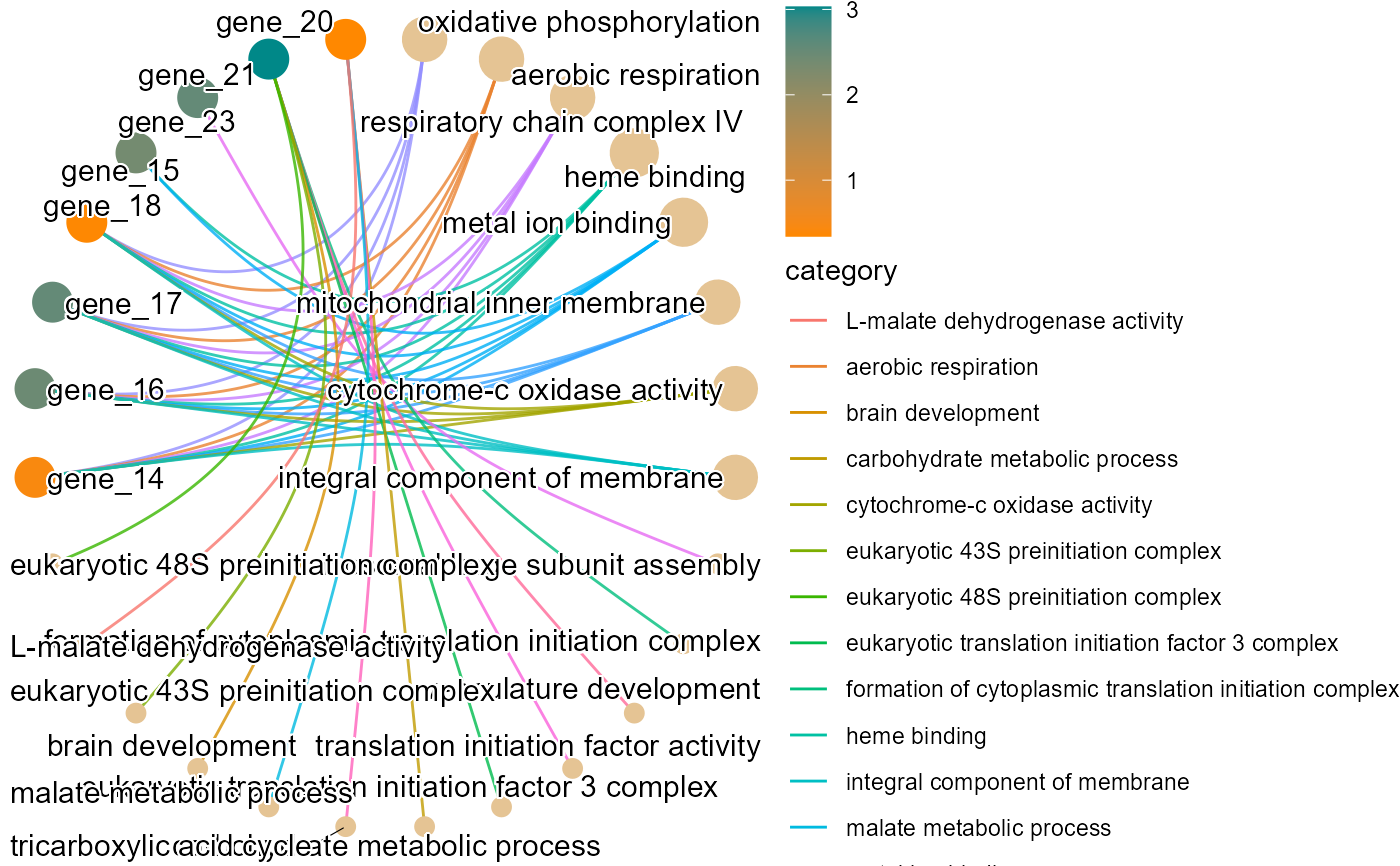 gene_20
oxidative phosphorylation
gene_21
aerobic respiration
gene_23
respiratory chain complex IV
gene_15
heme binding
gene_18
metal ion binding
gene_17
mitochondrial inner membrane
gene_16
cytochrome-c oxidase activity
gene_14
integral component of membrane
eukaryotic 48S preinitiation complex
subunit assembly
formation of cytoplasmic translation initiation complex
L-malate dehydrogenase activity
eukaryotic 43S preinitiation complex
development
brain development
translation initiation factor activity
eukaryotic translation initiation factor 3 complex
malate metabolic process
tricarboxylic acid cycle
metabolic process
3
2
1
category
L-malate dehydrogenase activity
aerobic respiration
brain development
carbohydrate metabolic process
cytochrome-c oxidase activity
eukaryotic 43S preinitiation complex
eukaryotic 48S preinitiation complex
eukaryotic translation initiation factor 3 complex
formation of cytoplasmic translation initiation complex
heme binding
integral component of membrane
malate metabolic process